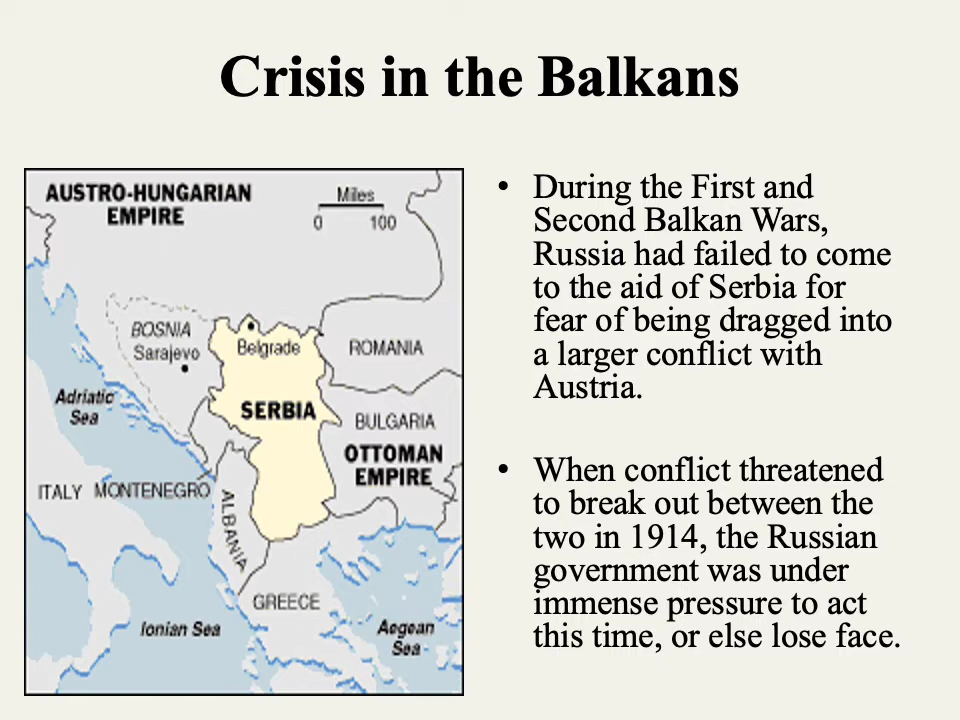 Crisis in the Balkans
AUSTRO-HUNGARIAN
EMPIRE
Miles
0 100
BOSNIA
Sarajevo
Belgrade
ROMANIA
Adriatic
Sea
SERBIA
BULGARIA
OTTOMAN
EMPIRE
ITALY
MONTENEGRO
ALBANIA
GREECE
Ionian Sea
Aegean
Sea
• During the First and
Second Balkan Wars,
Russia had failed to come
to the aid of Serbia for
fear of being dragged into
a larger conflict with
Austria.
• When conflict threatened
to break out between the
two in 1914, the Russian
government was under
immense pressure to act
this time, or else lose face.